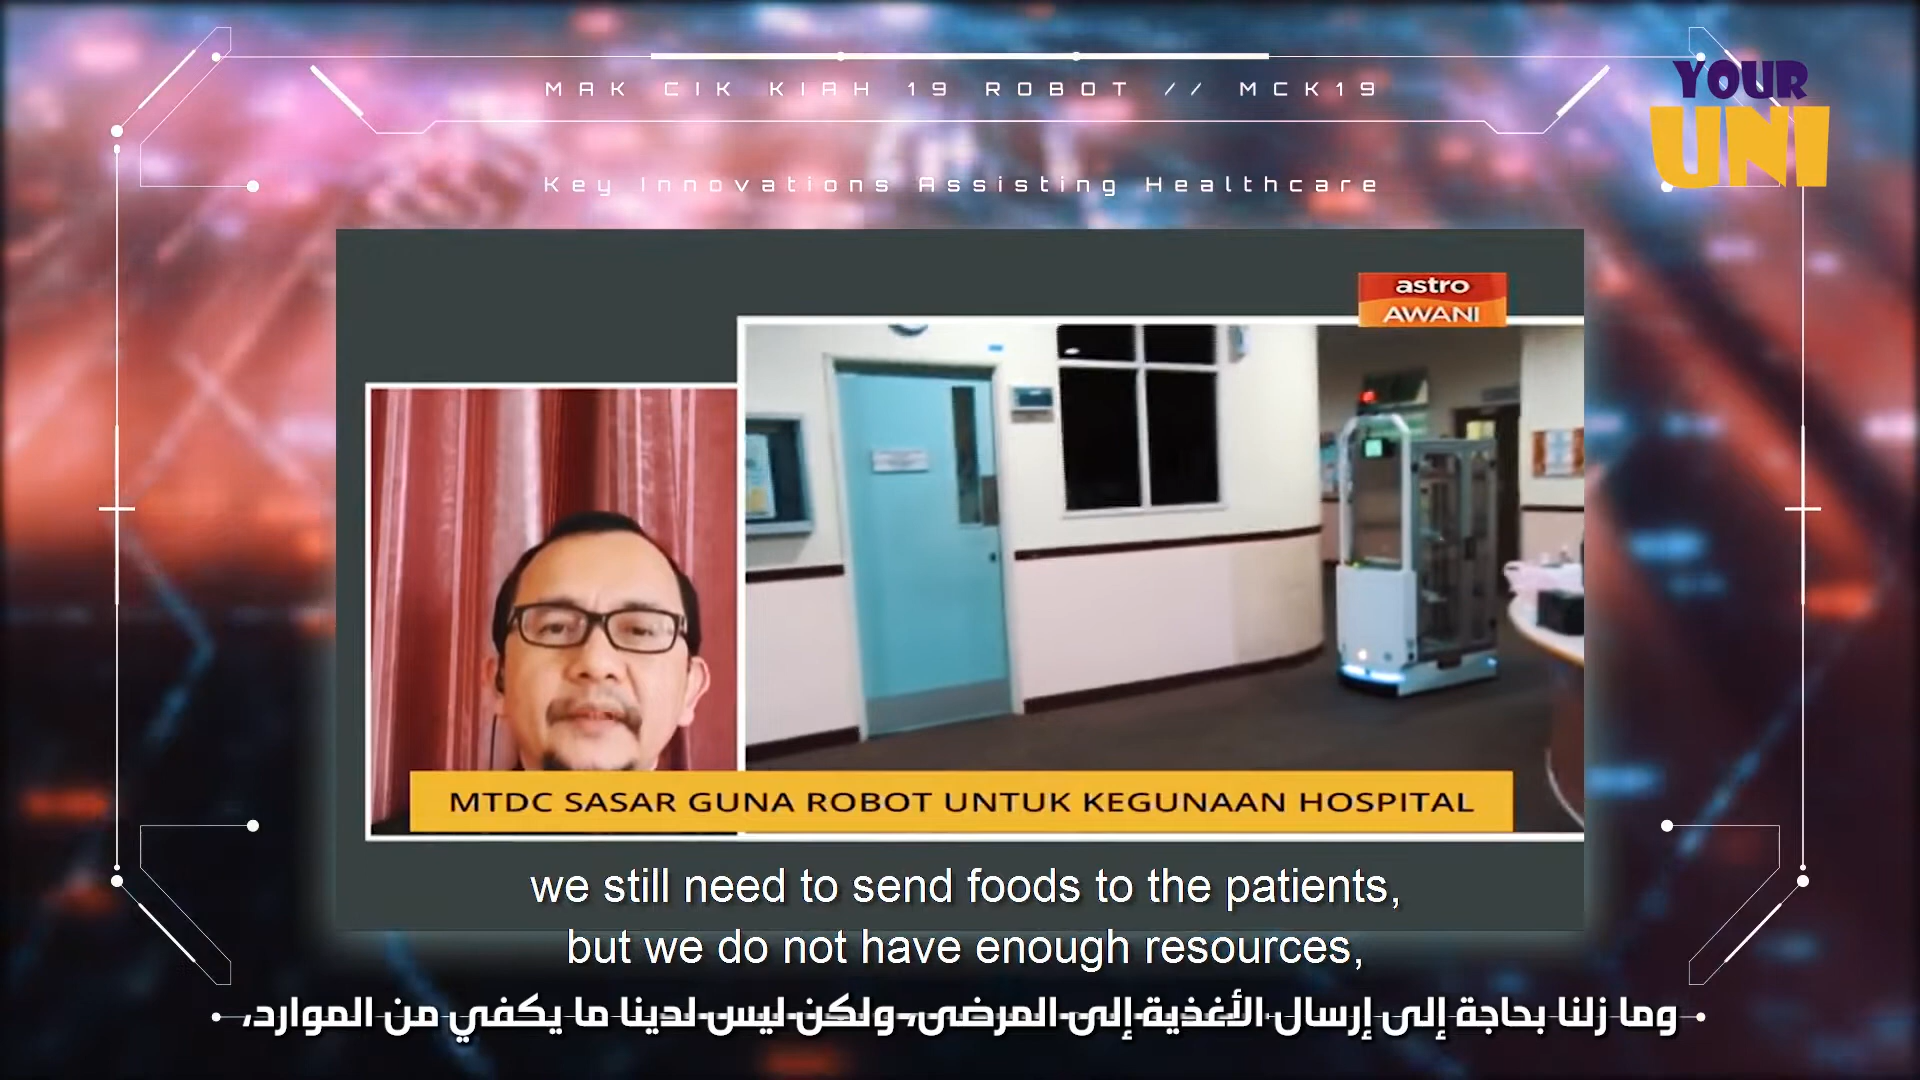 MAK CIK KIAH 19 ROBOT // MCK19
YOUR
UNI
Key Innovations Assisting Healthcare
astro
AWANI
MTDC SASAR GUNA ROBOT UNTUK KEGUNAAN HOSPITAL
we still need to send foods to the patients,
but we do not have enough resources,
وما زلنا بحاجة إلى إرسال الأغذية إلى المرضى، ولكن ليس لدينا ما يكفي من الموارد،